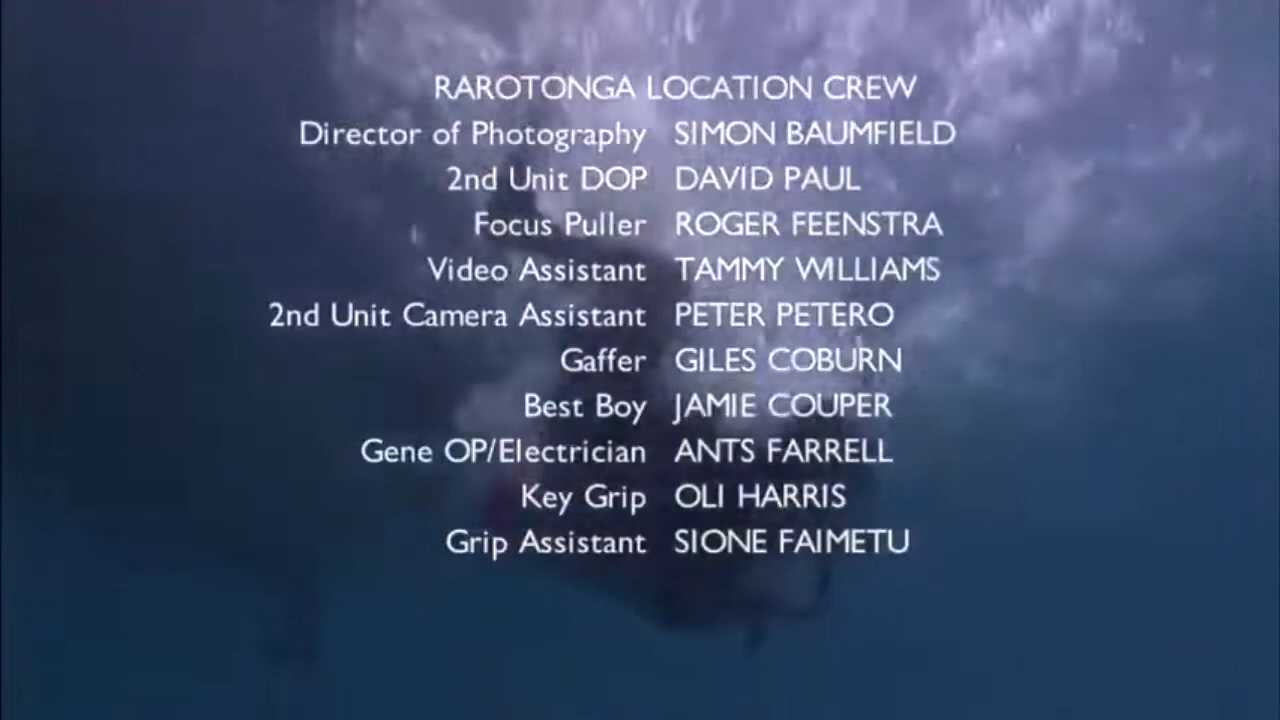 RAROTONGA LOCATION CREW
Director of Photography SIMON BAUMFIELD
2nd Unit DOP DAVID PAUL
Focus Puller ROGER FEENSTRA
Video Assistant TAMMY WILLIAMS
2nd Unit Camera Assistant PETER PETERO
Gaffer GILES COBURN
Best Boy JAMIE COUPER
Gene OP/Electrician ANTS FARRELL
Key Grip OLI HARRIS
Grip Assistant SIONE FAIMETU